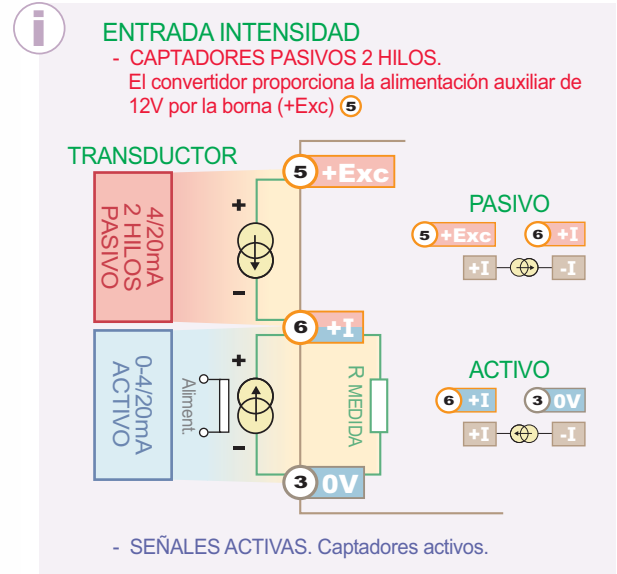 i
ENTRADA INTENSIDAD
- CAPTADORES PASIVOS 2 HILOS.
El convertidor proporciona la alimentación auxiliar de
12V por la borna (+Exc) 5
TRANSDUCTOR
5 +Exc
4/20mA
2 HILOS
PASIVO
+
-
PASIVO
5 +Exc 6 +I
+I -I
6 +I
0-4/20mA
ACTIVO
Aliment.
+
-
R MEDIDA
ACTIVO
6 +I 3 0V
+I -I
3 0V
- SEÑALES ACTIVAS. Captadores activos.